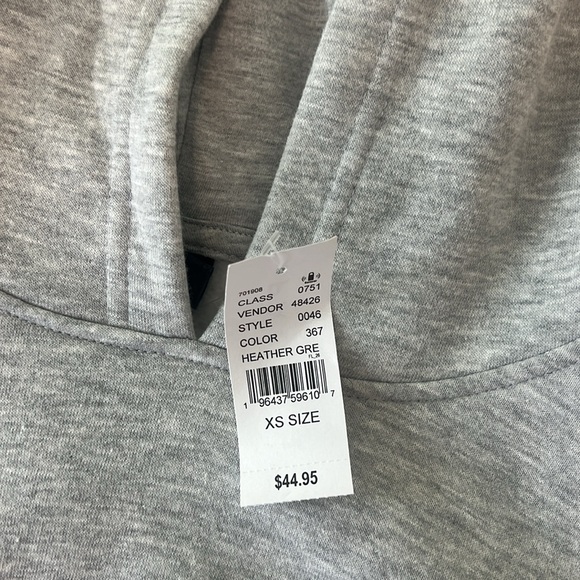 701908
CLASS 0751
VENDOR 48426
STYLE 0046
COLOR 367
HEATHER GRE
FL_26
1 96437 59610 7
XS SIZE
$44.95